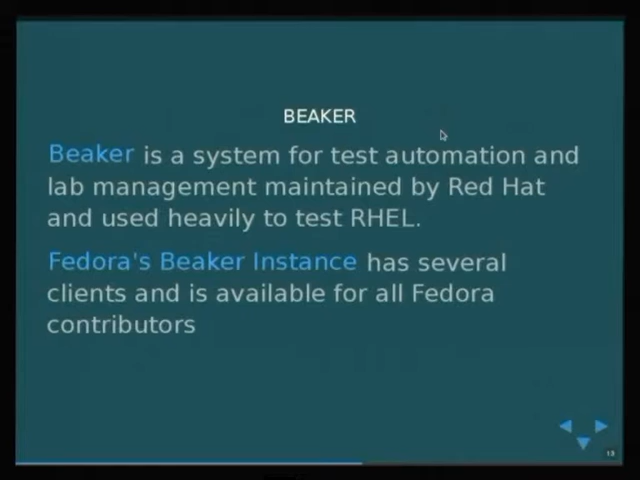 BEAKER
Beaker is a system for test automation and
lab management maintained by Red Hat
and used heavily to test RHEL.
Fedora's Beaker Instance has several
clients and is available for all Fedora
contributors
13